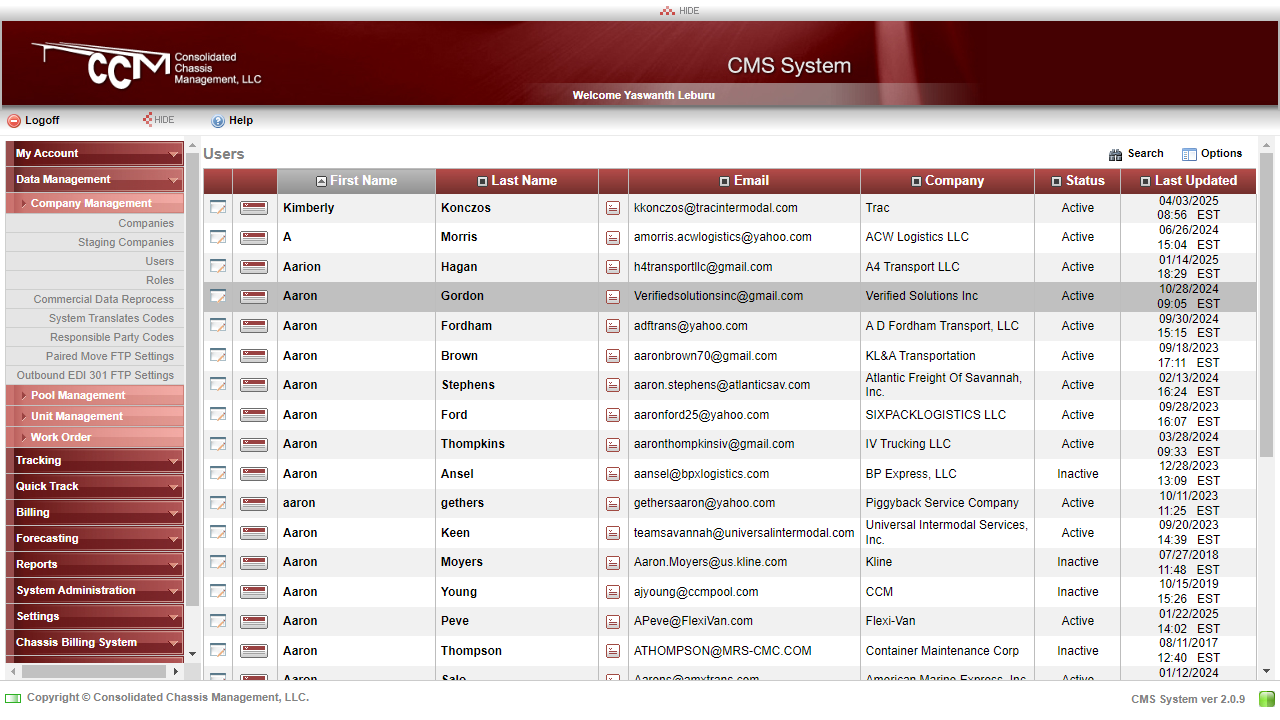 HIDE
CCM Consolidated
Chassis
Management, LLC
CMS System
Welcome Yaswanth Leburu
Logoff HIDE Help
My Account
Data Management
Company Management
Companies
Staging Companies
Users
Roles
Commercial Data Reprocess
System Translates Codes
Responsible Party Codes
Paired Move FTP Settings
Outbound EDI 301 FTP Settings
Pool Management
Unit Management
Work Order
Tracking
Quick Track
Billing
Forecasting
Reports
System Administration
Settings
Chassis Billing System
Users Search Options
First Name Last Name Email Company Status Last Updated
Kimberly Konczos kkonczos@tracintermodal.com Trac Active 04/03/2025 08:56 EST
A Morris amorris.acwlogistics@yahoo.com ACW Logistics LLC Active 06/26/2024 15:04 EST
Aarion Hagan h4transportllc@gmail.com A4 Transport LLC Active 01/14/2025 18:29 EST
Aaron Gordon Verifiedsolutionsinc@gmail.com Verified Solutions Inc Active 10/28/2024 09:05 EST
Aaron Fordham adftrans@yahoo.com A D Fordham Transport, LLC Active 09/30/2024 15:15 EST
Aaron Brown aaronbrown70@gmail.com KL&A Transportation Active 09/18/2023 17:11 EST
Aaron Stephens aaron.stephens@atlanticsav.com Atlantic Freight Of Savannah, Inc. Active 02/13/2024 16:24 EST
Aaron Ford aaronford25@yahoo.com SIXPACKLOGISTICS LLC Active 09/28/2023 16:07 EST
Aaron Thompkins aaronthompkinsiv@gmail.com IV Trucking LLC Active 03/28/2024 09:33 EST
Aaron Ansel aansel@bpxlogistics.com BP Express, LLC Inactive 12/28/2023 13:09 EST
aaron gethers gethersaaron@yahoo.com Piggyback Service Company Active 10/11/2023 11:25 EST
Aaron Keen teamsavannah@universalintermodal.com Universal Intermodal Services, Inc. Active 09/20/2023 14:39 EST
Aaron Moyers Aaron.Moyers@us.kline.com Kline Inactive 07/27/2018 11:48 EST
Aaron Young ajyoung@ccmpool.com CCM Inactive 10/15/2019 15:26 EST
Aaron Peve APeve@FlexiVan.com Flexi-Van Active 01/22/2025 14:02 EST
Aaron Thompson ATHOMPSON@MRS-CMC.COM Container Maintenance Corp Inactive 08/11/2017 12:40 EST
Aaron Salo Aarons@amxtrans.com American Marine Express, Inc Active 01/12/2024
Copyright © Consolidated Chassis Management, LLC. CMS System ver 2.0.9